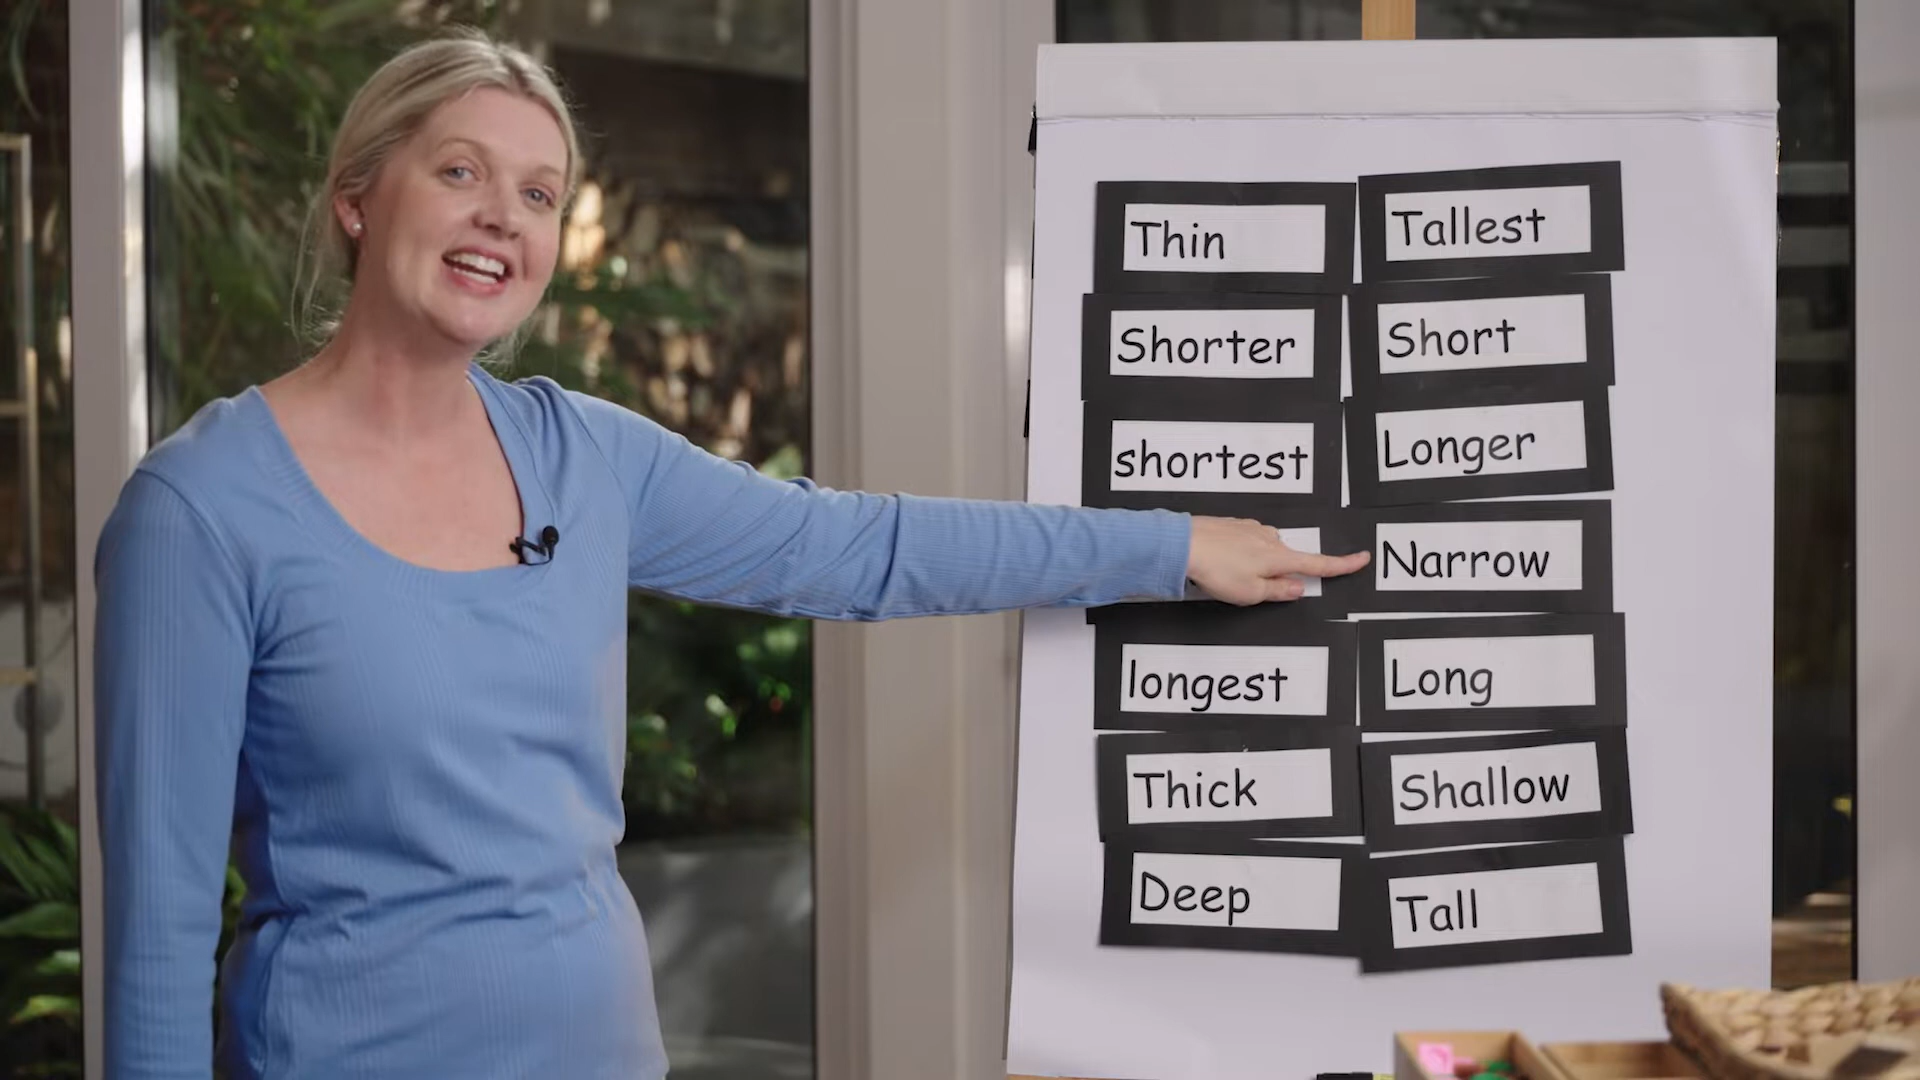 Thin
Tallest
Shorter
Short
shortest
Longer
Narrow
longest
Long
Thick
Shallow
Deep
Tall